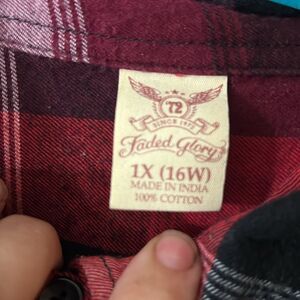 72
SINCE 1972
Faded Glory
1X (16W)
MADE IN INDIA
100% COTTON